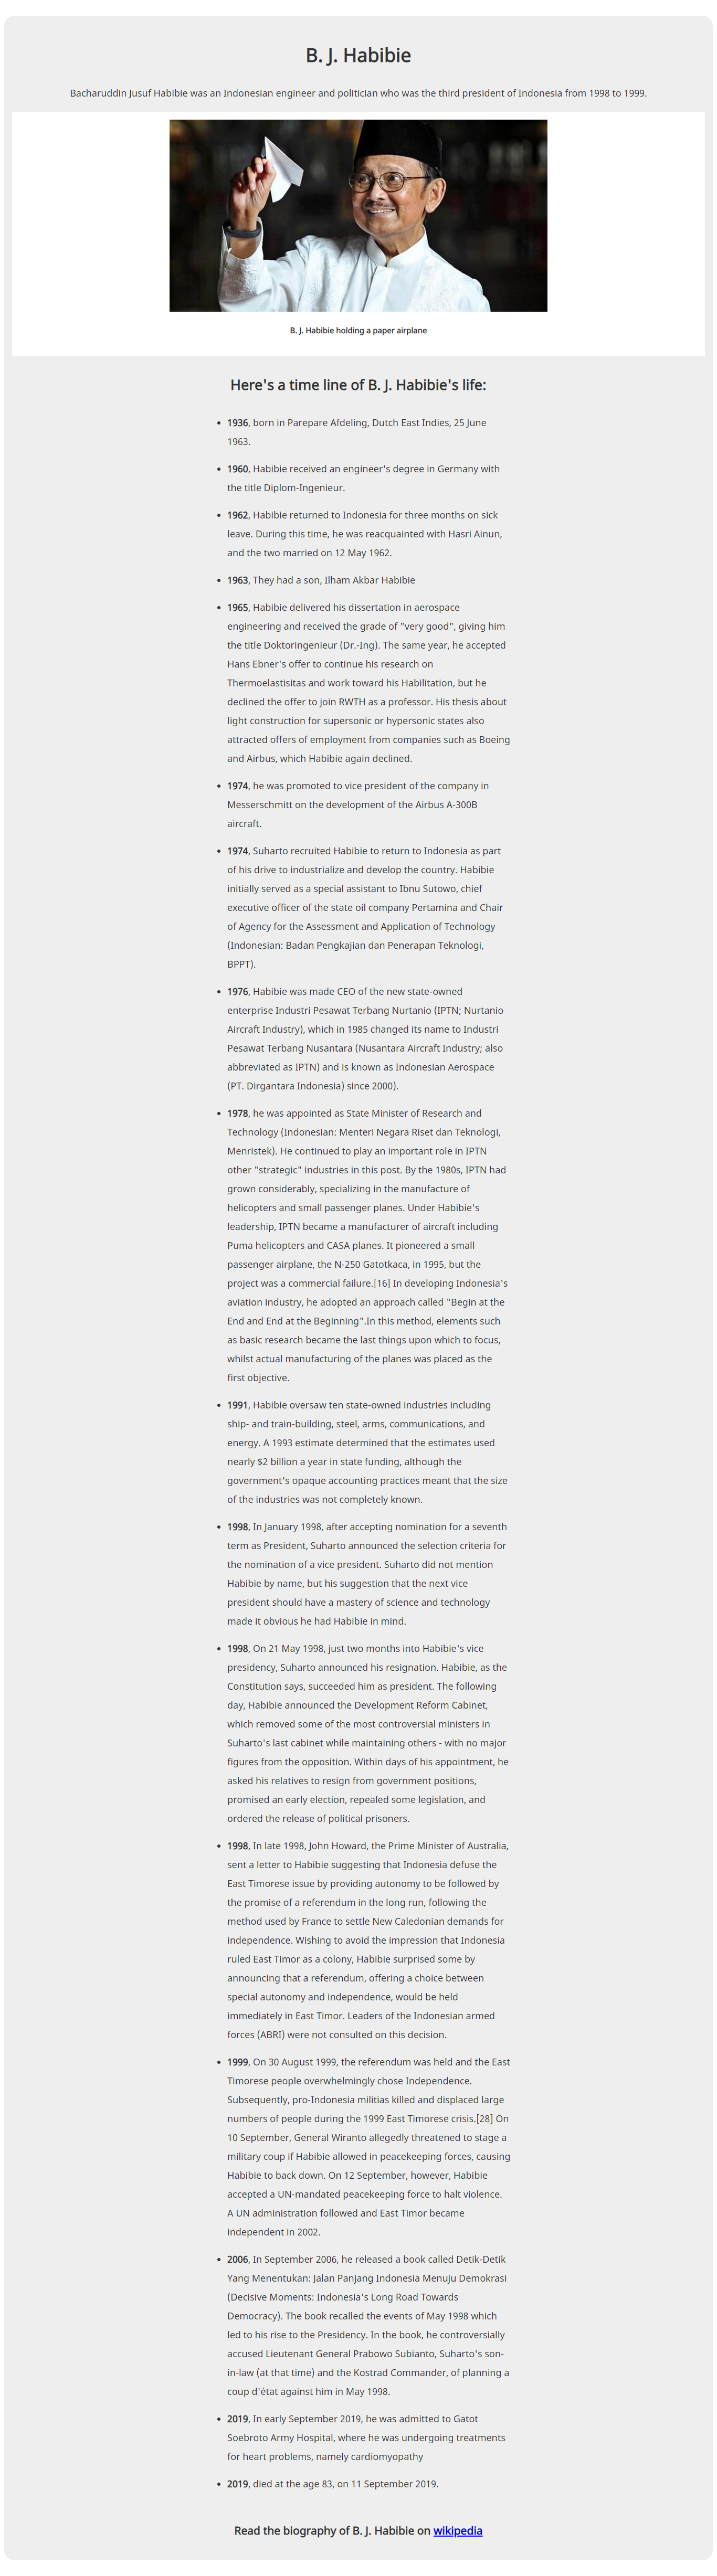 B. J. Habibie
Bacharuddin Jusuf Habibie was an Indonesian engineer and politician who was the third president of Indonesia from 1998 to 1999.
B. J. Habibie holding a paper airplane
Here's a time line of B. J. Habibie's life:
• 1936, born in Parepare Afdeling, Dutch East Indies, 25 June
1963.
• 1960, Habibie received an engineer's degree in Germany with
the title Diplom-Ingenieur.
• 1962, Habibie returned to Indonesia for three months on sick
leave. During this time, he was reacquainted with Hasri Ainun,
and the two married on 12 May 1962.
• 1963, They had a son, Ilham Akbar Habibie
• 1965, Habibie delivered his dissertation in aerospace
engineering and received the grade of "very good", giving him
the title Doktoringenieur (Dr.-Ing). The same year, he accepted
Hans Ebner's offer to continue his research on
Thermoelastisitas and work toward his Habilitation, but he
declined the offer to join RWTH as a professor. His thesis about
light construction for supersonic or hypersonic states also
attracted offers of employment from companies such as Boeing
and Airbus, which Habibie again declined.
• 1974, he was promoted to vice president of the company in
Messerschmitt on the development of the Airbus A-300B
aircraft.
• 1974, Suharto recruited Habibie to return to Indonesia as part
of his drive to industrialize and develop the country. Habibie
initially served as a special assistant to Ibnu Sutowo, chief
executive officer of the state oil company Pertamina and Chair
of Agency for the Assessment and Application of Technology
(Indonesian: Badan Pengkajian dan Penerapan Teknologi,
BPPT).
• 1976, Habibie was made CEO of the new state-owned
enterprise Industri Pesawat Terbang Nurtanio (IPTN; Nurtanio
Aircraft Industry), which in 1985 changed its name to Industri
Pesawat Terbang Nusantara (Nusantara Aircraft Industry; also
abbreviated as IPTN) and is known as Indonesian Aerospace
(PT. Dirgantara Indonesia) since 2000).
• 1978, he was appointed as State Minister of Research and
Technology (Indonesian: Menteri Negara Riset dan Teknologi,
Menristek). He continued to play an important role in IPTN
other "strategic" industries in this post. By the 1980s, IPTN had
grown considerably, specializing in the manufacture of
helicopters and small passenger planes. Under Habibie's
leadership, IPTN became a manufacturer of aircraft including
Puma helicopters and CASA planes. It pioneered a small
passenger airplane, the N-250 Gatotkaca, in 1995, but the
project was a commercial failure.[16] In developing Indonesia's
aviation industry, he adopted an approach called "Begin at the
End and End at the Beginning".In this method, elements such
as basic research became the last things upon which to focus,
whilst actual manufacturing of the planes was placed as the
first objective.
• 1991, Habibie oversaw ten state-owned industries including
ship- and train-building, steel, arms, communications, and
energy. A 1993 estimate determined that the estimates used
nearly $2 billion a year in state funding, although the
government's opaque accounting practices meant that the size
of the industries was not completely known.
• 1998, In January 1998, after accepting nomination for a seventh
term as President, Suharto announced the selection criteria for
the nomination of a vice president. Suharto did not mention
Habibie by name, but his suggestion that the next vice
president should have a mastery of science and technology
made it obvious he had Habibie in mind.
• 1998, On 21 May 1998, just two months into Habibie's vice
presidency, Suharto announced his resignation. Habibie, as the
Constitution says, succeeded him as president. The following
day, Habibie announced the Development Reform Cabinet,
which removed some of the most controversial ministers in
Suharto's last cabinet while maintaining others - with no major
figures from the opposition. Within days of his appointment, he
asked his relatives to resign from government positions,
promised an early election, repealed some legislation, and
ordered the release of political prisoners.
• 1998, In late 1998, John Howard, the Prime Minister of Australia,
sent a letter to Habibie suggesting that Indonesia defuse the
East Timorese issue by providing autonomy to be followed by
the promise of a referendum in the long run, following the
method used by France to settle New Caledonian demands for
independence. Wishing to avoid the impression that Indonesia
ruled East Timor as a colony, Habibie surprised some by
announcing that a referendum, offering a choice between
special autonomy and independence, would be held
immediately in East Timor. Leaders of the Indonesian armed
forces (ABRI) were not consulted on this decision.
• 1999, On 30 August 1999, the referendum was held and the East
Timorese people overwhelmingly chose Independence.
Subsequently, pro-Indonesia militias killed and displaced large
numbers of people during the 1999 East Timorese crisis.[28] On
10 September, General Wiranto allegedly threatened to stage a
military coup if Habibie allowed in peacekeeping forces, causing
Habibie to back down. On 12 September, however, Habibie
accepted a UN-mandated peacekeeping force to halt violence.
A UN administration followed and East Timor became
independent in 2002.
• 2006, In September 2006, he released a book called Detik-Detik
Yang Menentukan: Jalan Panjang Indonesia Menuju Demokrasi
(Decisive Moments: Indonesia's Long Road Towards
Democracy). The book recalled the events of May 1998 which
led to his rise to the Presidency. In the book, he controversially
accused Lieutenant General Prabowo Subianto, Suharto's son-
in-law (at that time) and the Kostrad Commander, of planning a
coup d'état against him in May 1998.
• 2019, In early September 2019, he was admitted to Gatot
Soebroto Army Hospital, where he was undergoing treatments
for heart problems, namely cardiomyopathy
• 2019, died at the age 83, on 11 September 2019.
Read the biography of B. J. Habibie on wikipedia